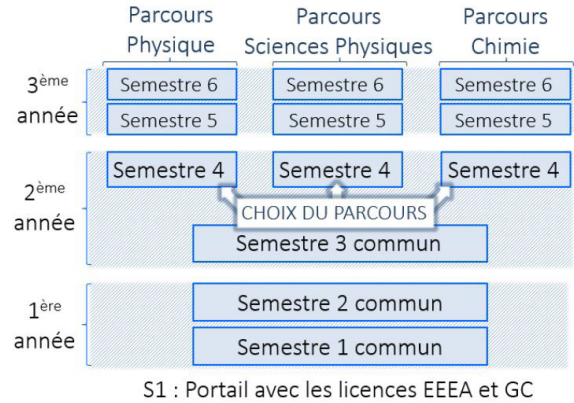 Parcours
Physique
Parcours
Sciences Physiques
Parcours
Chimie
3ème
année
Semestre 6
Semestre 6
Semestre 6
Semestre 5
Semestre 5
Semestre 5
2ème
année
Semestre 4
Semestre 4
Semestre 4
CHOIX DU PARCOURS
Semestre 3 commun
1ère
année
Semestre 2 commun
Semestre 1 commun
S1 : Portail avec les licences EEEA et GC